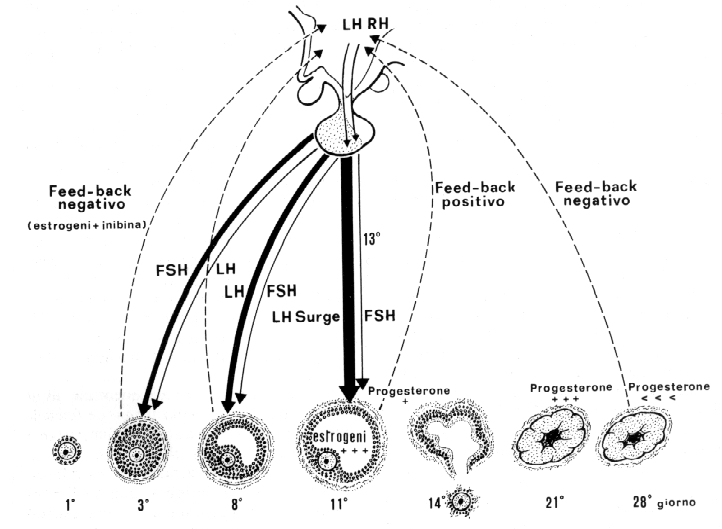 LH RH
Feed-back
negativo
(estrogeni+inibina)
Feed-back
positivo
Feed-back
negativo
13°
FSH LH
LH FSH
LH Surge FSH
Progesterone
+
Progesterone
+ + +
Progesterone
< < <
estrogeni
+ + +
1° 3° 8° 11° 14° 21° 28° giorno